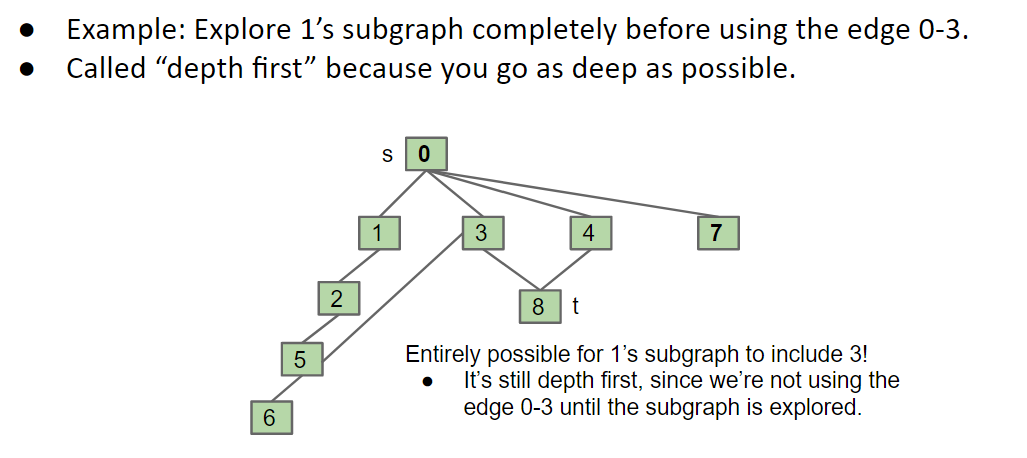 ● Example: Explore 1’s subgraph completely before using the edge 0-3.
● Called “depth first” because you go as deep as possible.
s 0
1 3 4 7
2
8 t
5
6
Entirely possible for 1’s subgraph to include 3!
● It’s still depth first, since we’re not using the
edge 0-3 until the subgraph is explored.